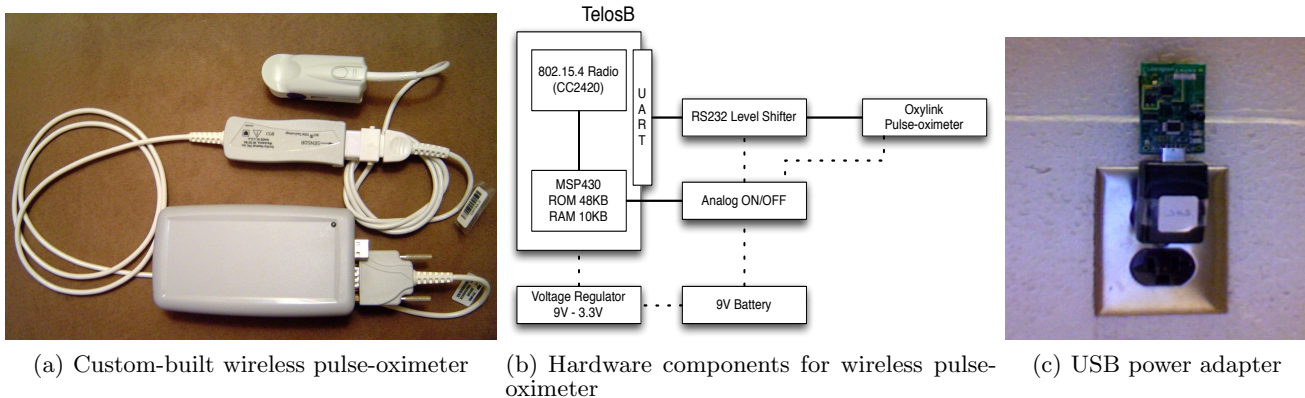 TelosB
802.15.4 Radio
(CC2420)
UART
RS232 Level Shifter
Oxylink
Pulse-oximeter
MSP430
ROM 48KB
RAM 10KB
Analog ON/OFF
Voltage Regulator
9V - 3.3V
9V Battery
SENSOR
(a) Custom-built wireless pulse-oximeter
(b) Hardware components for wireless pulse-
oximeter
(c) USB power adapter